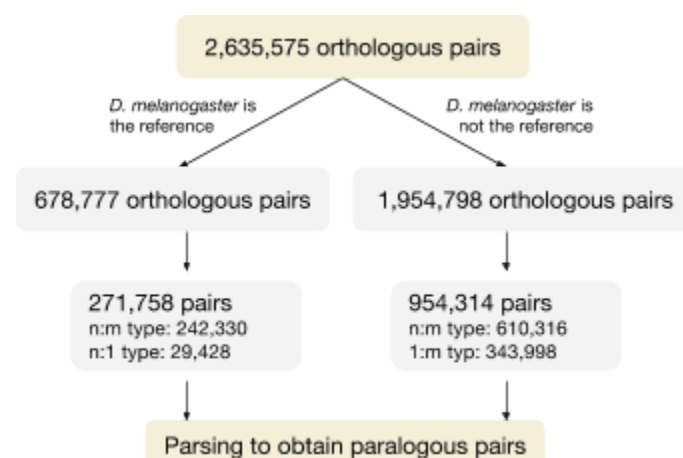 2,635,575 orthologous pairs
D. melanogaster is
the reference
D. melanogaster is
not the reference
678,777 orthologous pairs
1,954,798 orthologous pairs
271,758 pairs
n:m type: 242,330
n:1 type: 29,428
954,314 pairs
n:m type: 610,316
1:m typ: 343,998
Parsing to obtain paralogous pairs